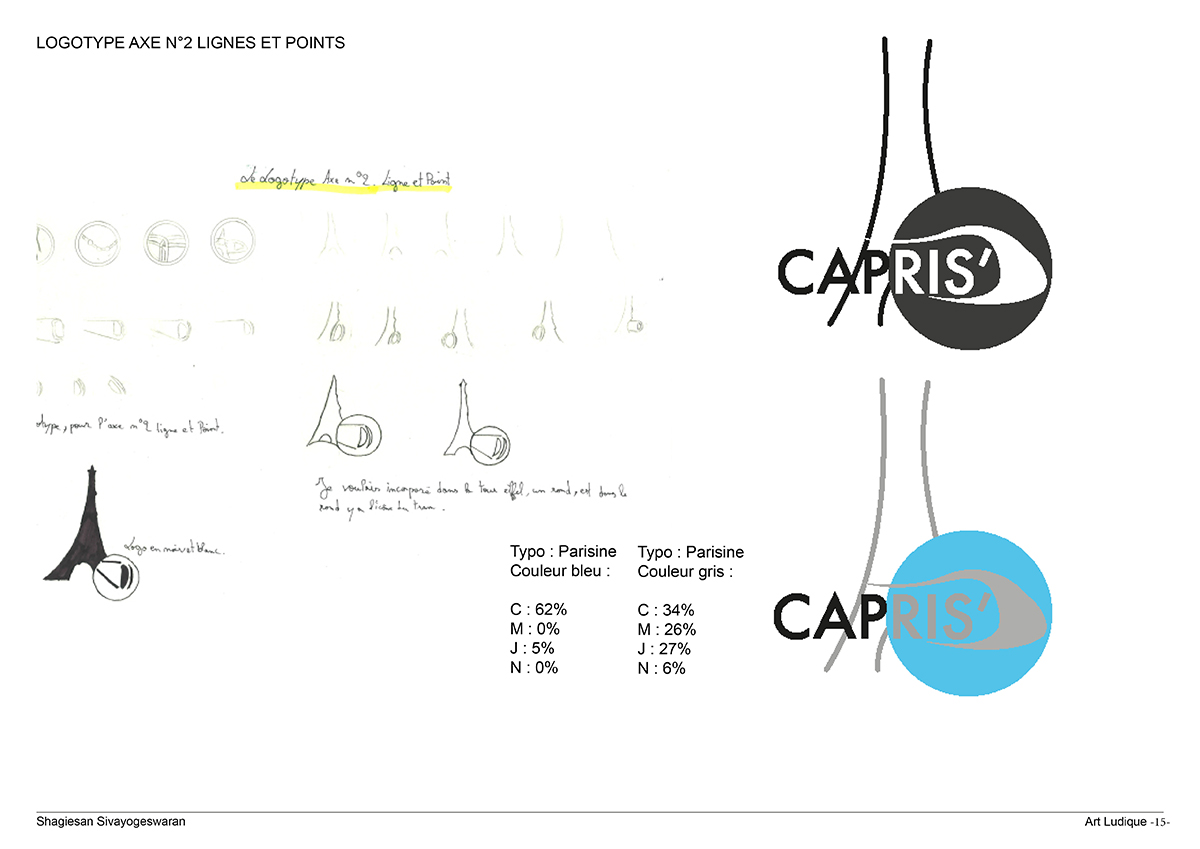 LOGOTYPE AXE N°2 LIGNES ET POINTS
Le Logotype Axe n°2. Ligne et Point
otype, pour l'axe n°2 ligne et Point.
Logo en noir et blanc.
Je voulais incorporé dans la tour eiffel, un rond, et dans le
rond y a l'icône du tram.
Typo : Parisine
Couleur bleu :
C : 62%
M : 0%
J : 5%
N : 0%
Typo : Parisine
Couleur gris :
C : 34%
M : 26%
J : 27%
N : 6%
CAPRIS'
CAPRIS'
Shagiesan Sivayogeswaran
Art Ludique -15-